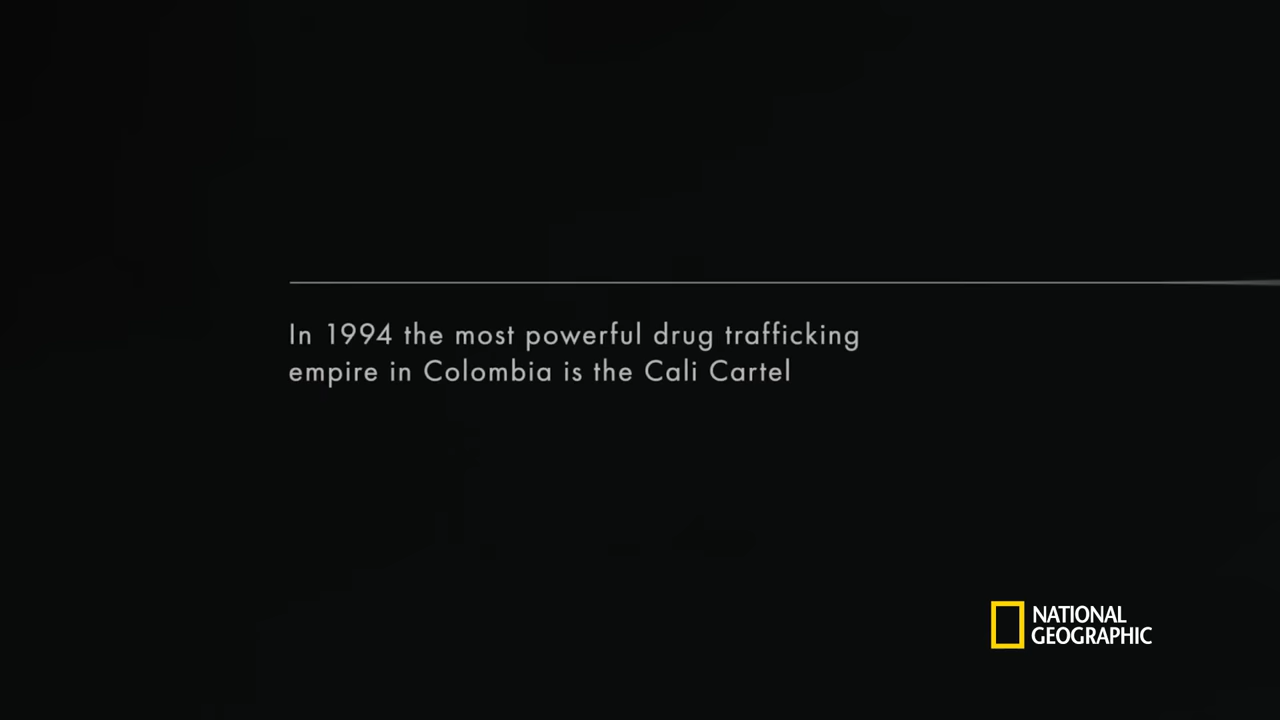 In 1994 the most powerful drug trafficking
empire in Colombia is the Cali Cartel
NATIONAL
GEOGRAPHIC